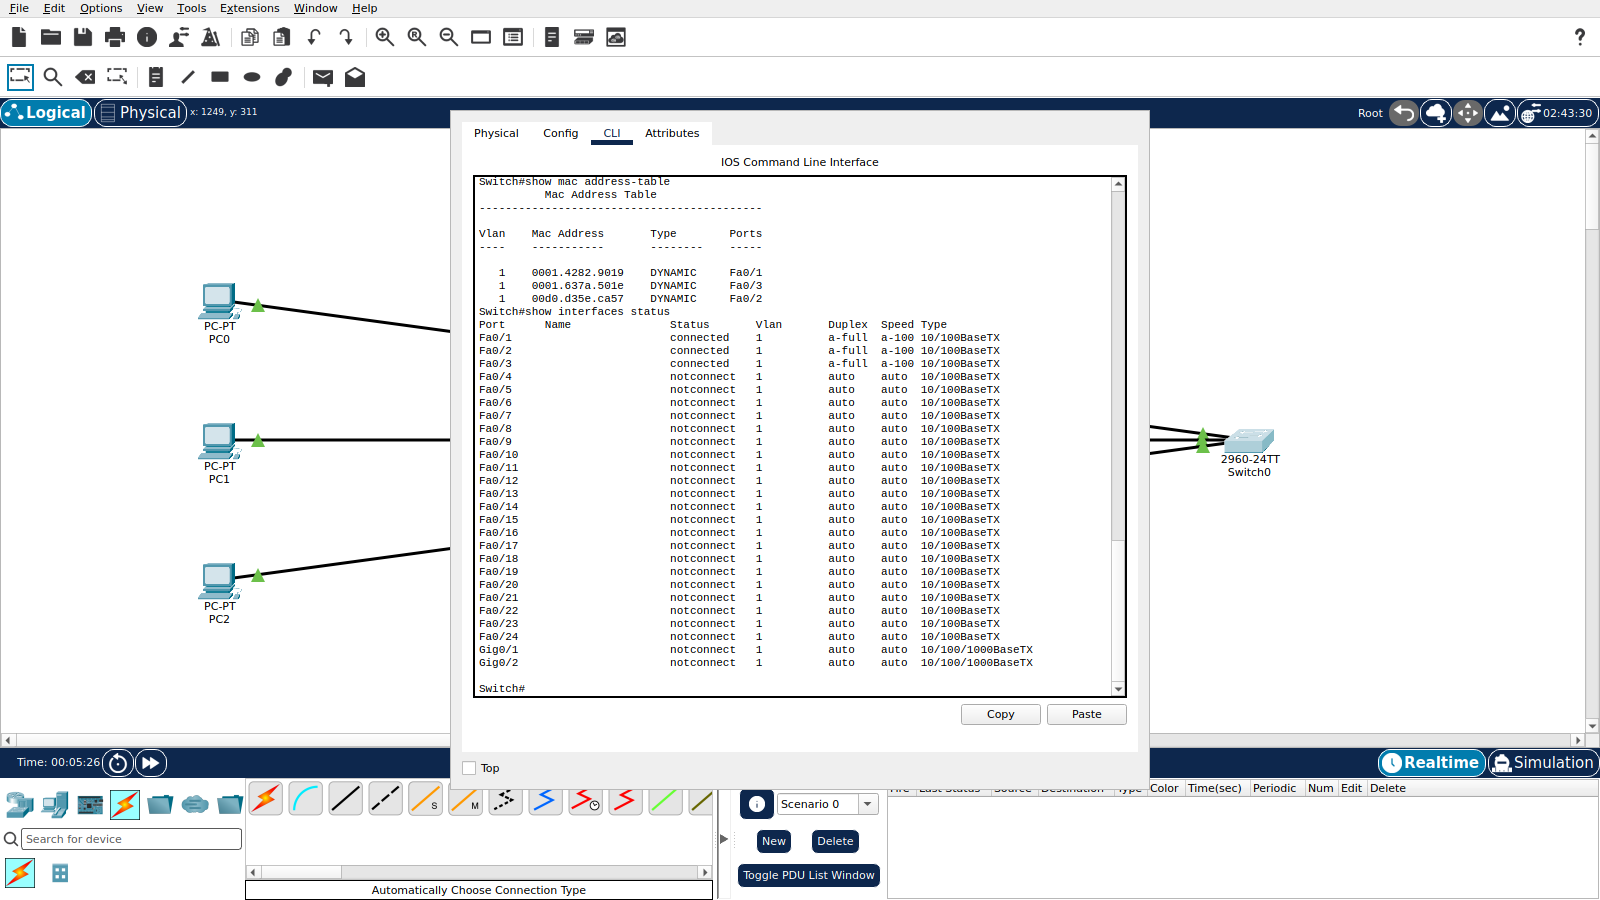 File Edit Options View Tools Extensions Window Help
?
Logical Physical x: 1249, y: 311 Root 02:43:30
Physical Config CLI Attributes
IOS Command Line Interface
Switch#show mac address-table
Mac Address Table
-------------------------------------------
Vlan Mac Address Type Ports
---- ----------- -------- -----
1 0001.4282.9019 DYNAMIC Fa0/1
1 0001.637a.501e DYNAMIC Fa0/3
1 00d0.d35e.ca57 DYNAMIC Fa0/2
Switch#show interfaces status
Port Name Status Vlan Duplex Speed Type
Fa0/1 connected 1 a-full a-100 10/100BaseTX
Fa0/2 connected 1 a-full a-100 10/100BaseTX
Fa0/3 connected 1 a-full a-100 10/100BaseTX
Fa0/4 notconnect 1 auto auto 10/100BaseTX
Fa0/5 notconnect 1 auto auto 10/100BaseTX
Fa0/6 notconnect 1 auto auto 10/100BaseTX
Fa0/7 notconnect 1 auto auto 10/100BaseTX
Fa0/8 notconnect 1 auto auto 10/100BaseTX
Fa0/9 notconnect 1 auto auto 10/100BaseTX
Fa0/10 notconnect 1 auto auto 10/100BaseTX
Fa0/11 notconnect 1 auto auto 10/100BaseTX
Fa0/12 notconnect 1 auto auto 10/100BaseTX
Fa0/13 notconnect 1 auto auto 10/100BaseTX
Fa0/14 notconnect 1 auto auto 10/100BaseTX
Fa0/15 notconnect 1 auto auto 10/100BaseTX
Fa0/16 notconnect 1 auto auto 10/100BaseTX
Fa0/17 notconnect 1 auto auto 10/100BaseTX
Fa0/18 notconnect 1 auto auto 10/100BaseTX
Fa0/19 notconnect 1 auto auto 10/100BaseTX
Fa0/20 notconnect 1 auto auto 10/100BaseTX
Fa0/21 notconnect 1 auto auto 10/100BaseTX
Fa0/22 notconnect 1 auto auto 10/100BaseTX
Fa0/23 notconnect 1 auto auto 10/100BaseTX
Fa0/24 notconnect 1 auto auto 10/100BaseTX
Gig0/1 notconnect 1 auto auto 10/100/1000BaseTX
Gig0/2 notconnect 1 auto auto 10/100/1000BaseTX
Switch#
Copy Paste
Top
PC-PT
PC0
PC-PT
PC1
PC-PT
PC2
2960-24TT
Switch0
Time: 00:05:26 Realtime Simulation
S M
Search for device
Automatically Choose Connection Type
Scenario 0
New Delete
Toggle PDU List Window
Fire Last Status Source Destination Type Color Time(sec) Periodic Num Edit Delete